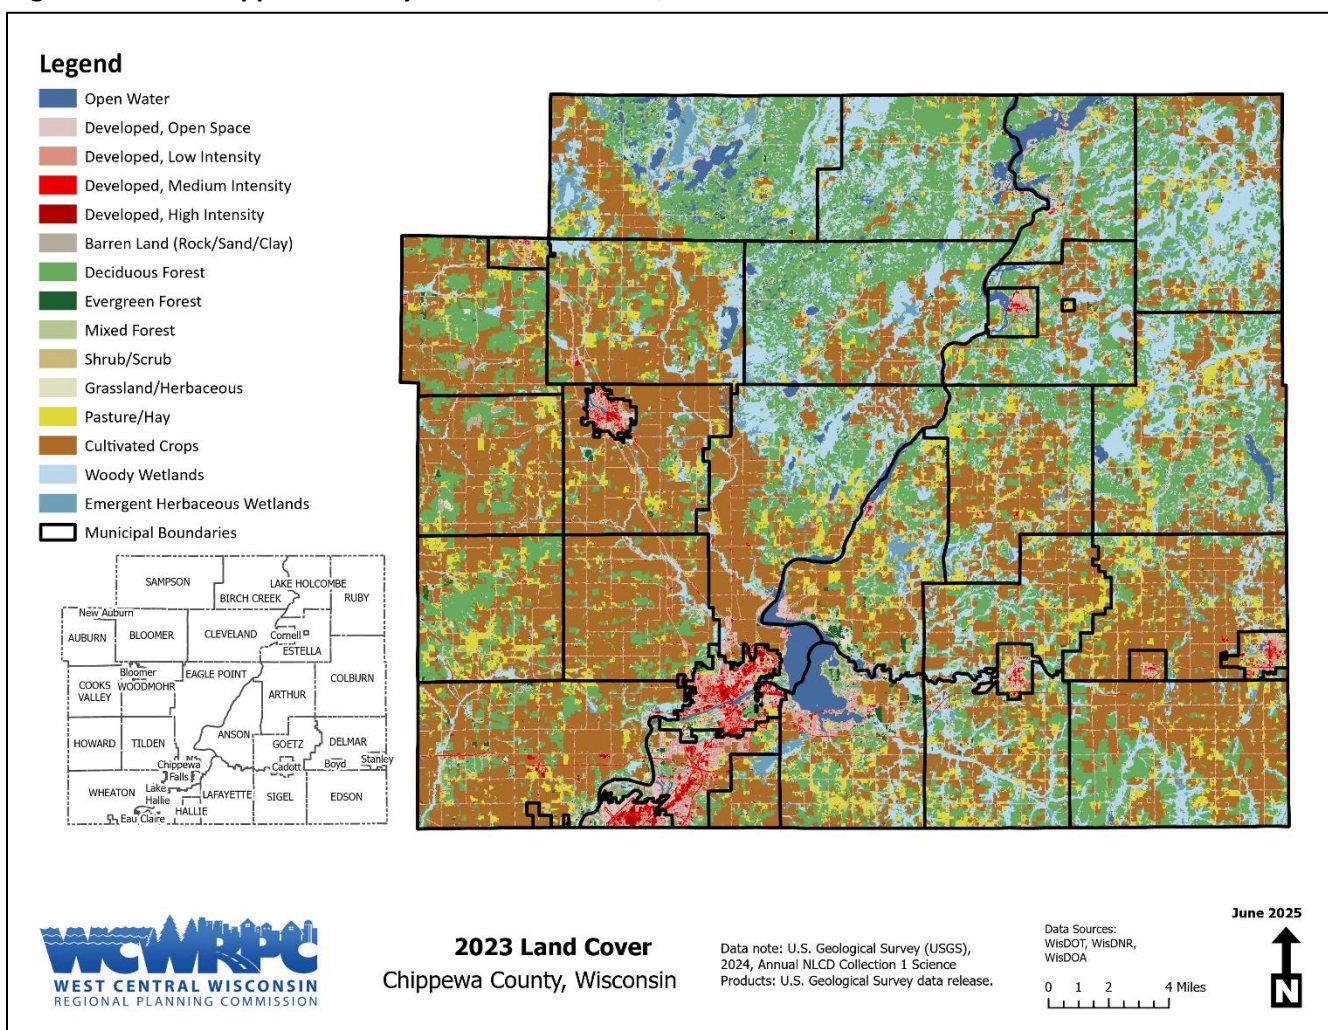 Legend
Open Water
Developed, Open Space
Developed, Low Intensity
Developed, Medium Intensity
Developed, High Intensity
Barren Land (Rock/Sand/Clay)
Deciduous Forest
Evergreen Forest
Mixed Forest
Shrub/Scrub
Grassland/Herbaceous
Pasture/Hay
Cultivated Crops
Woody Wetlands
Emergent Herbaceous Wetlands
Municipal Boundaries
SAMPSON
LAKE HOLCOMBE
BIRCH CREEK
RUBY
New Auburn
AUBURN
BLOOMER
CLEVELAND
Cornell
ESTELLA
Bloomer
EAGLE POINT
COLBURN
COOKS
VALLEY
WOODMOHR
ARTHUR
ANSON
HOWARD
TILDEN
GOETZ
DELMAR
Chippewa
Falls
Cadott
Boyd
Stanley
WHEATON
Lake
Hallie
LAFAYETTE
SIGEL
EDSON
HALLIE
Eau Claire
WCWRPC
WEST CENTRAL WISCONSIN
REGIONAL PLANNING COMMISSION
2023 Land Cover
Chippewa County, Wisconsin
Data note: U.S. Geological Survey (USGS),
2024, Annual NLCD Collection 1 Science
Products: U.S. Geological Survey data release.
Data Sources:
WisDOT, WisDNR,
WisDOA
0 1 2 4 Miles
June 2025
N